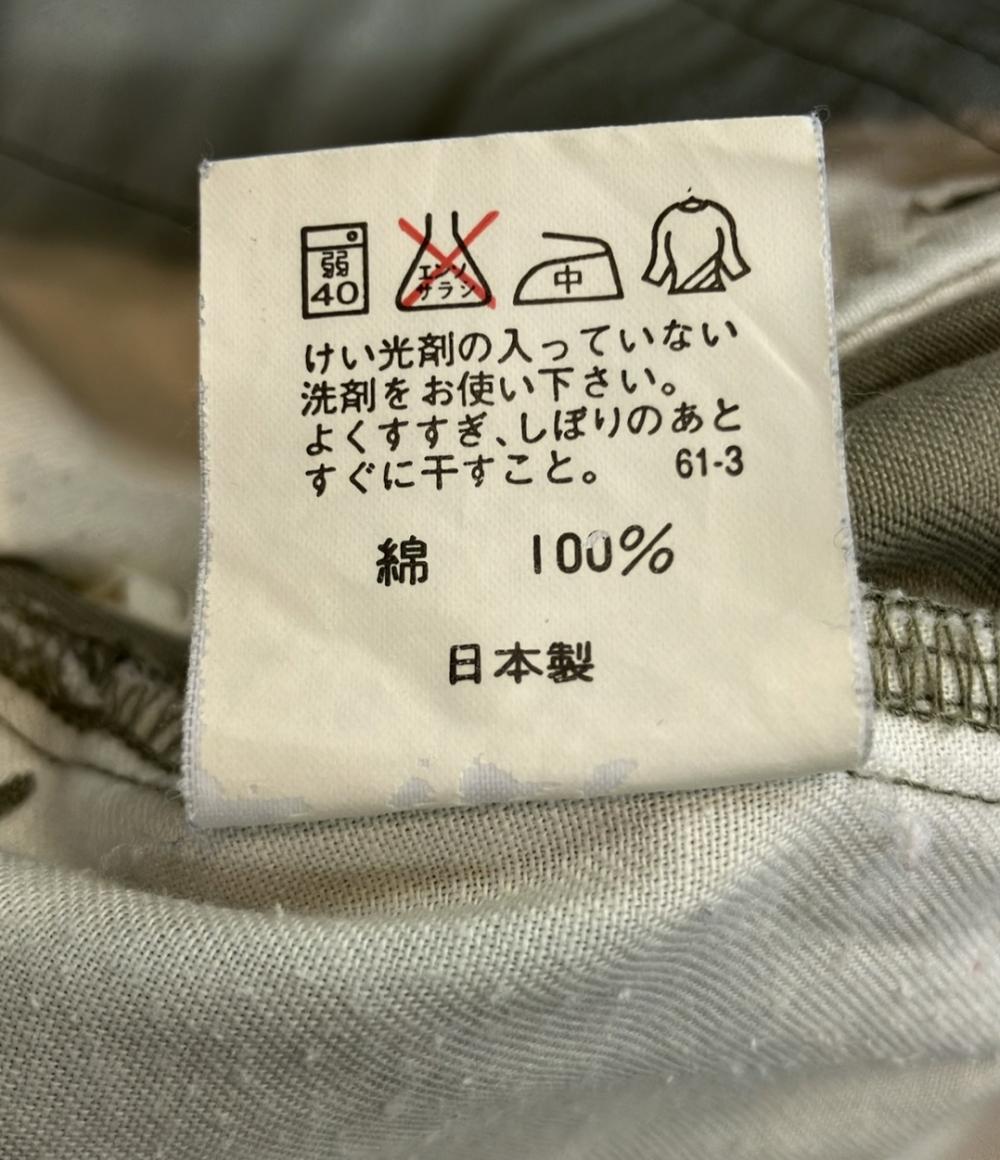 弱
40
エンソ
サラシ
中
けい光剤の入っていない
洗剤をお使い下さい。
よくすすぎ、しぼりのあと
すぐに干すこと。 61-3
綿 100%
日本製